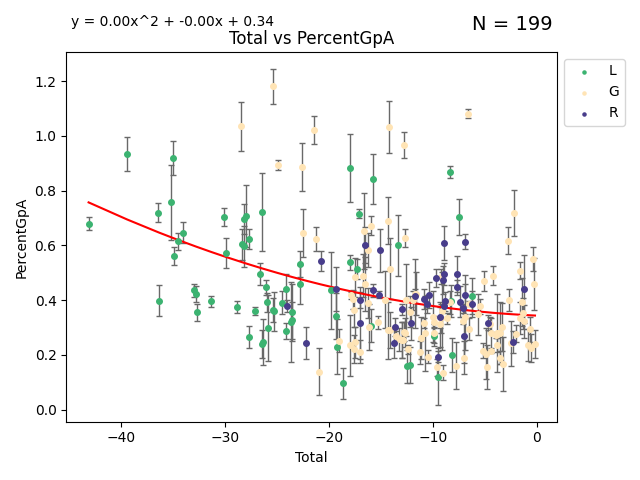 y = 0.00x^2 + -0.00x + 0.34
N = 199
Total vs PercentGpA
L
G
R
PercentGpA
1.2
1.0
0.8
0.6
0.4
0.2
0.0
−40
−30
−20
−10
0
Total